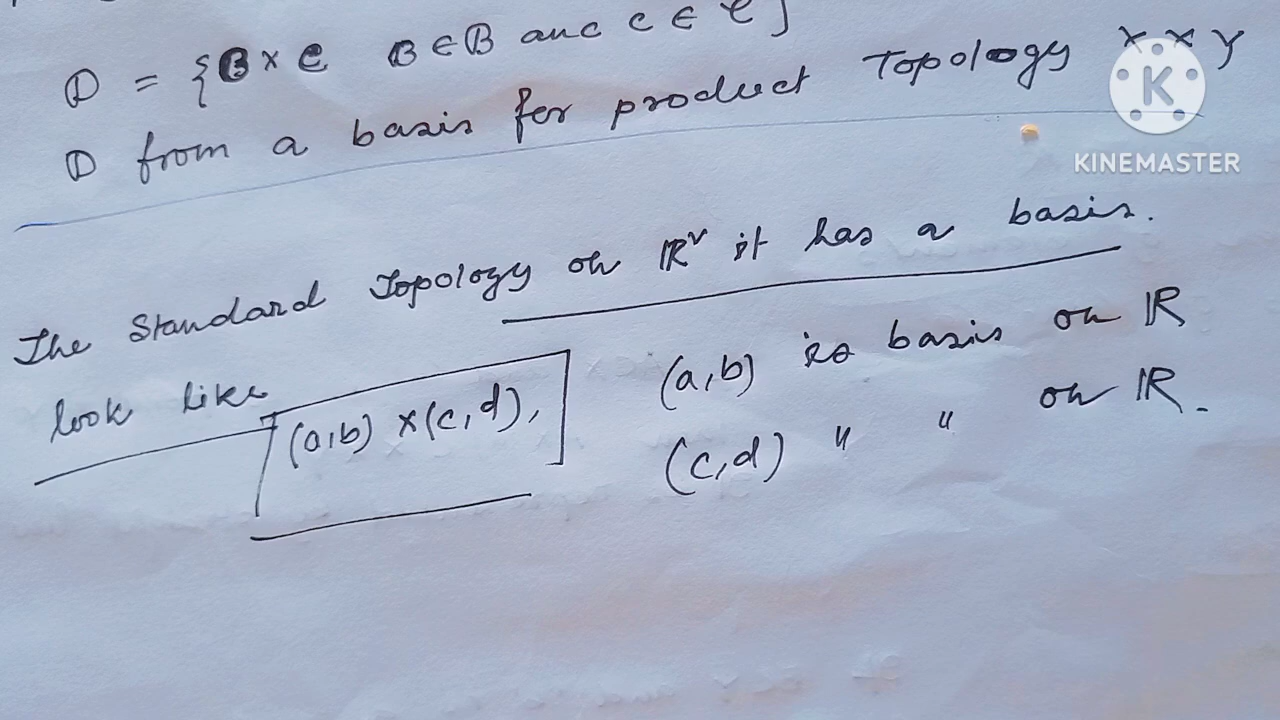 𝔻 = {B × C B ∈ 𝔹 anc C ∈ 𝒞}
𝔻 from a basis for product Topology X × Y
K
KINEMASTER
The Standard Topology on ℝ² it has a basis.
look like
(a,b) × (c,d),
(a,b) is basis on ℝ
(c,d) " " on ℝ.